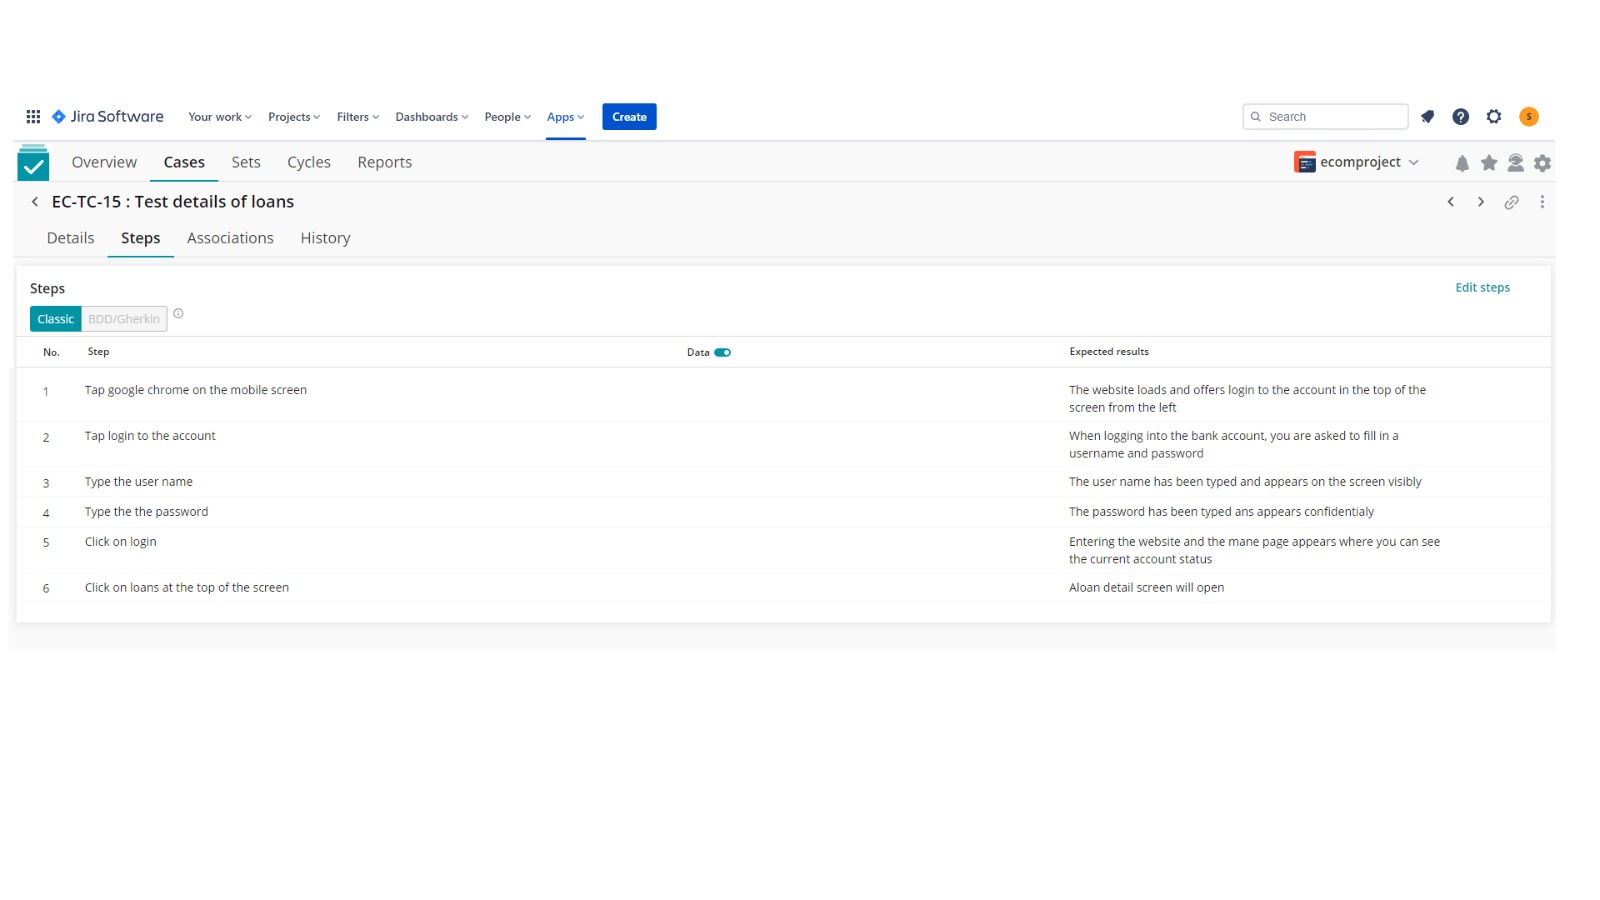 Jira Software Your work Projects Filters Dashboards People Apps Create Search S
Overview Cases Sets Cycles Reports ecomproject
EC-TC-15 : Test details of loans
Details Steps Associations History
Steps Edit steps
Classic BDD/Gherkin
No. Step Data Expected results
1 Tap google chrome on the mobile screen The website loads and offers login to the account in the top of the
screen from the left
2 Tap login to the account When logging into the bank account, you are asked to fill in a
username and password
3 Type the user name The user name has been typed and appears on the screen visibly
4 Type the the password The password has been typed ans appears confidentialy
5 Click on login Entering the website and the mane page appears where you can see
the current account status
6 Click on loans at the top of the screen Aloan detail screen will open